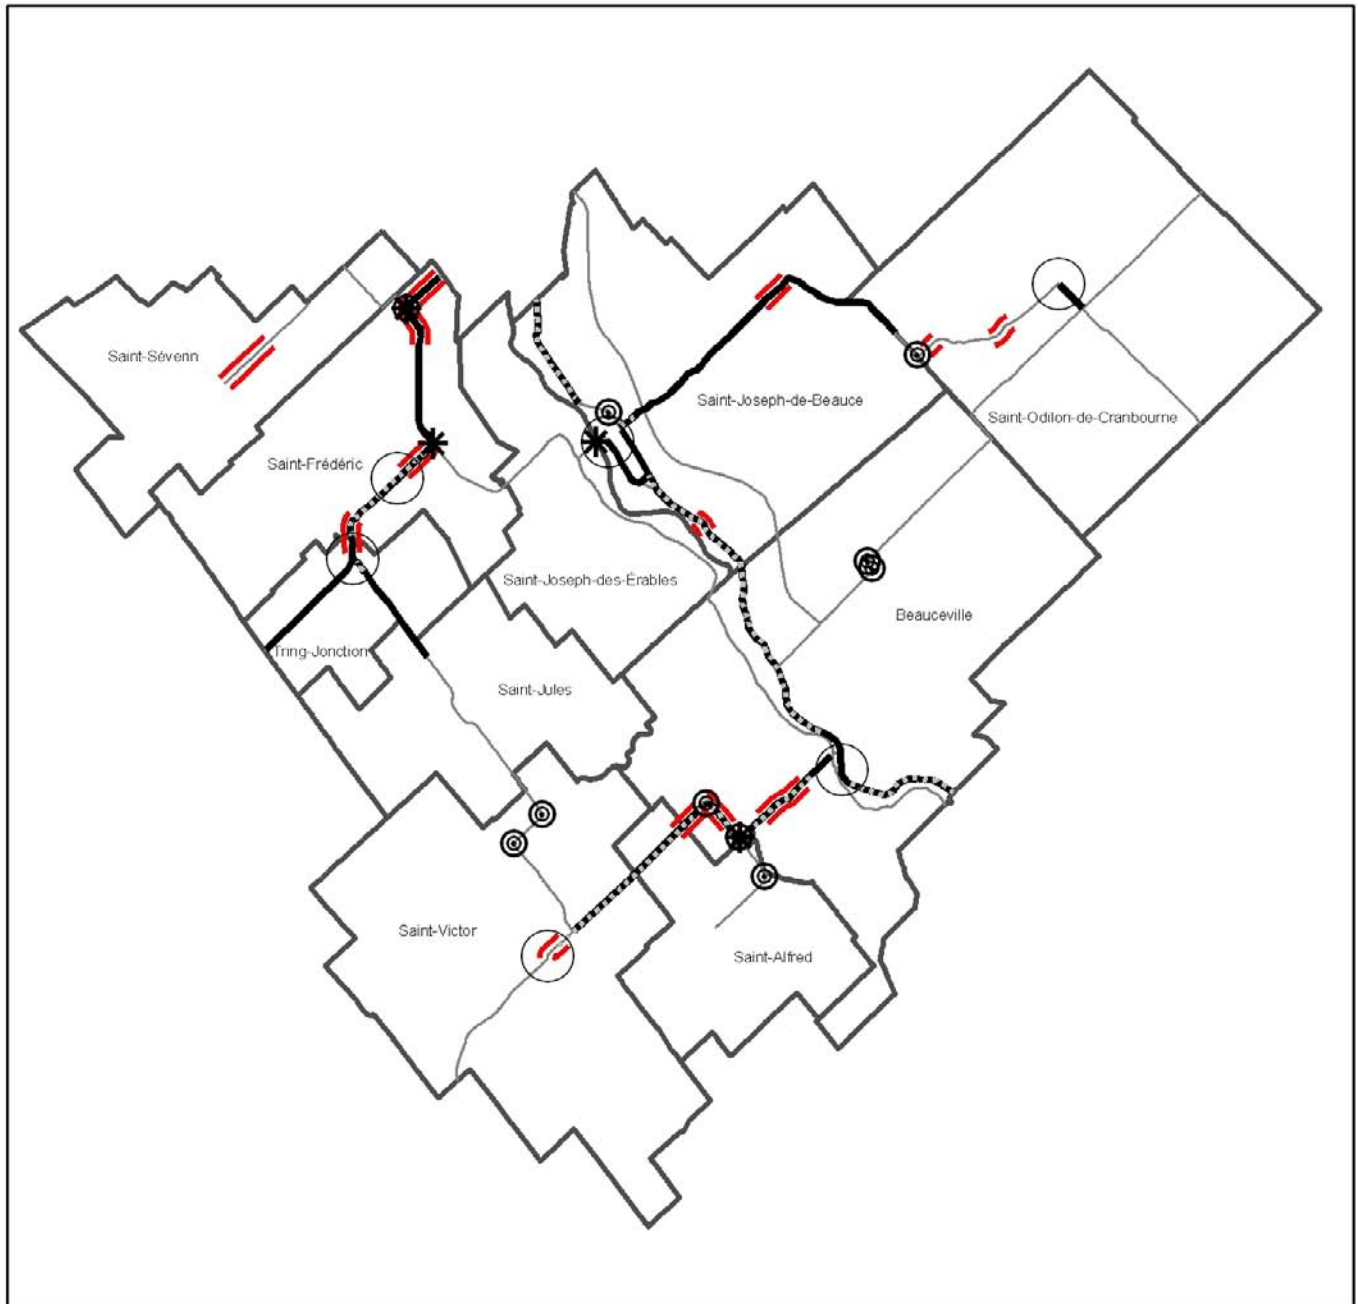 Saint-Sévenn
Saint-Joseph-de-Beauce
Saint-Odilon-de-Cranbourne
Saint-Frédéric
Saint-Joseph-des-Érables
Beauceville
Tring-Jonction
Saint-Jules
Saint-Victor
Saint-Alfred